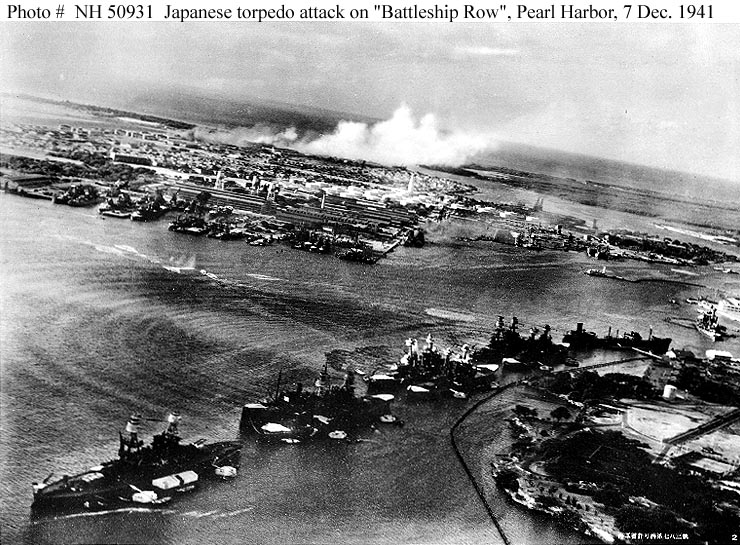 Photo #  NH 50931  Japanese torpedo attack on "Battleship Row", Pearl Harbor, 7 Dec. 1941
2